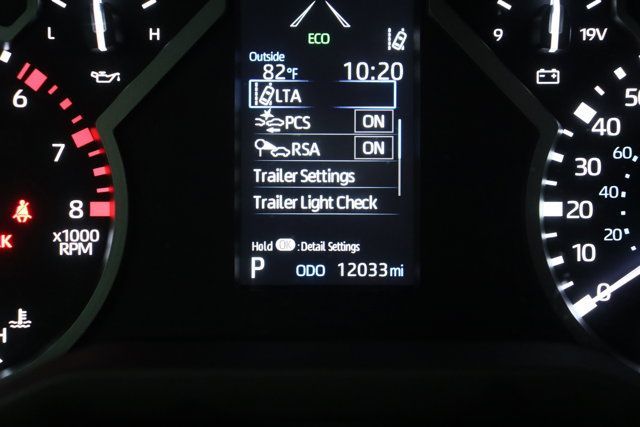 L H
9 19V
ECO
Outside
82°F 10:20
LTA
PCS ON
RSA ON
Trailer Settings
Trailer Light Check
Hold OK : Detail Settings
P ODO 12033 mi
6
7
8
x1000
RPM
H
50
40
60
30
40
20
20
10
0